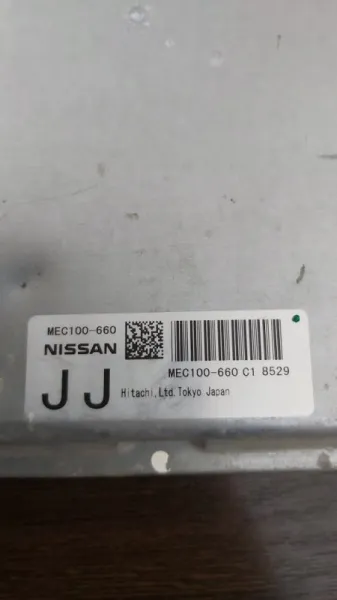 MEC100-660
NISSAN
MEC100-660 C1 8529
JJ
Hitachi,Ltd.Tokyo Japan